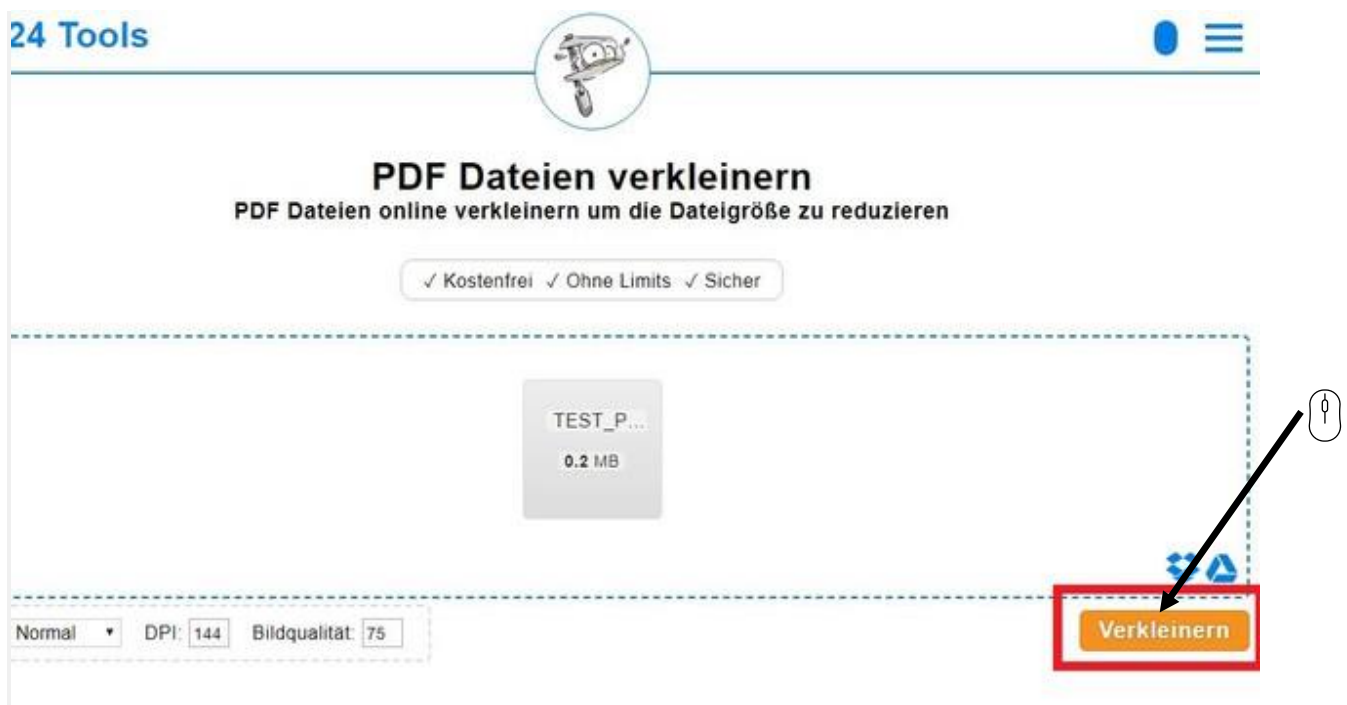 24 Tools
PDF Dateien verkleinern
PDF Dateien online verkleinern um die Dateigröße zu reduzieren
✓ Kostenfrei ✓ Ohne Limits ✓ Sicher
TEST_P...
0.2 MB
Normal DPI: 144 Bildqualität: 75
Verkleinern